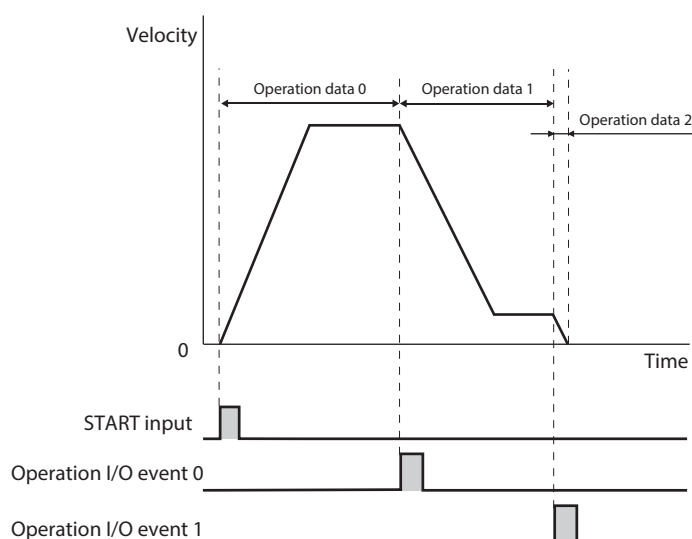 Velocity
Operation data 0
Operation data 1
Operation data 2
0
Time
START input
Operation I/O event 0
Operation I/O event 1